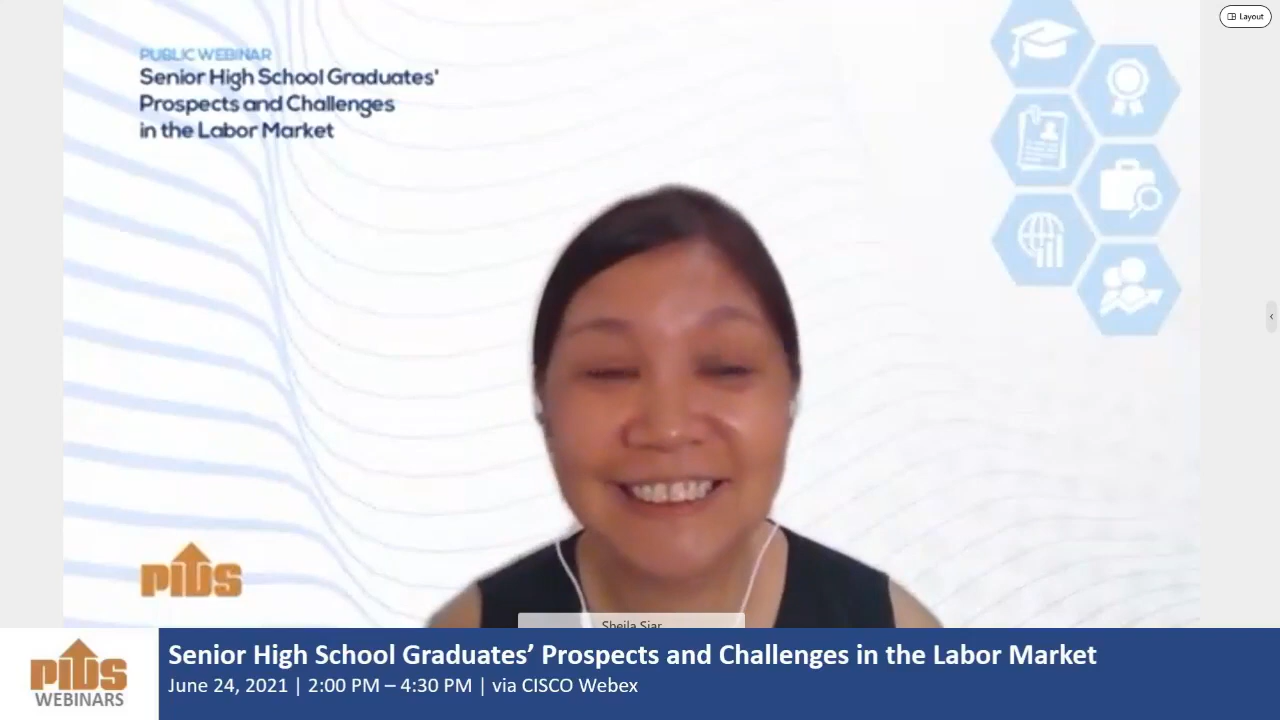 Layout
PUBLIC WEBINAR
Senior High School Graduates'
Prospects and Challenges
in the Labor Market
PIDS
Sheila Siar
PIDS
WEBINARS
Senior High School Graduates’ Prospects and Challenges in the Labor Market
June 24, 2021 | 2:00 PM – 4:30 PM | via CISCO Webex